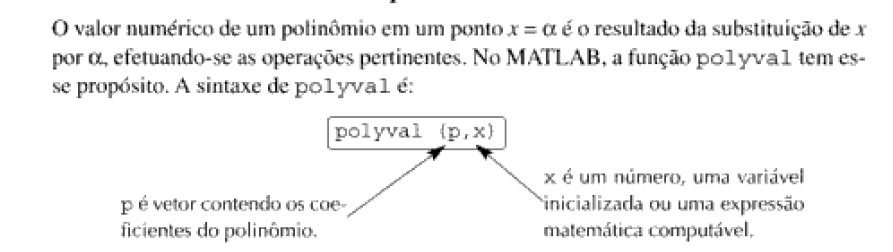 O valor numérico de um polinômio em um ponto x = α é o resultado da substituição de x
por α, efetuando-se as operações pertinentes. No MATLAB, a função polyval tem es-
se propósito. A sintaxe de polyval é:
polyval {p,x}
p é vetor contendo os coe-
ficientes do polinômio.
x é um número, uma variável
inicializada ou uma expressão
matemática computável.